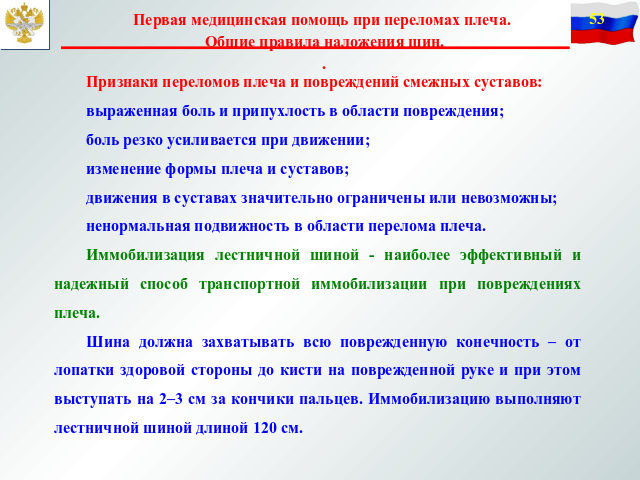 Первая медицинская помощь при переломах плеча.
Общие правила наложения шин.
.
53
Признаки переломов плеча и повреждений смежных суставов:
выраженная боль и припухлость в области повреждения;
боль резко усиливается при движении;
изменение формы плеча и суставов;
движения в суставах значительно ограничены или невозможны;
ненормальная подвижность в области перелома плеча.
Иммобилизация лестничной шиной - наиболее эффективный и
надежный способ транспортной иммобилизации при повреждениях
плеча.
Шина должна захватывать всю поврежденную конечность – от
лопатки здоровой стороны до кисти на поврежденной руке и при этом
выступать на 2–3 см за кончики пальцев. Иммобилизацию выполняют
лестничной шиной длиной 120 см.